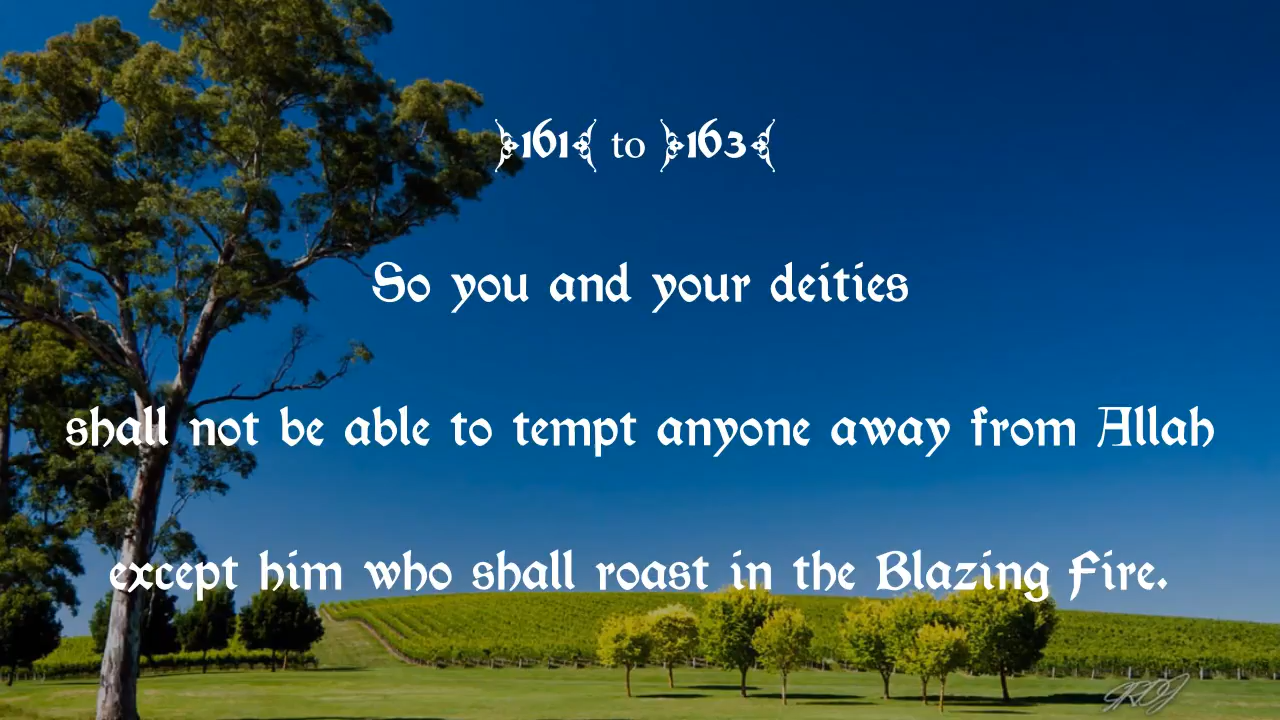 161 to 163
So you and your deities
shall not be able to tempt anyone away from Allah
except him who shall roast in the Blazing Fire.